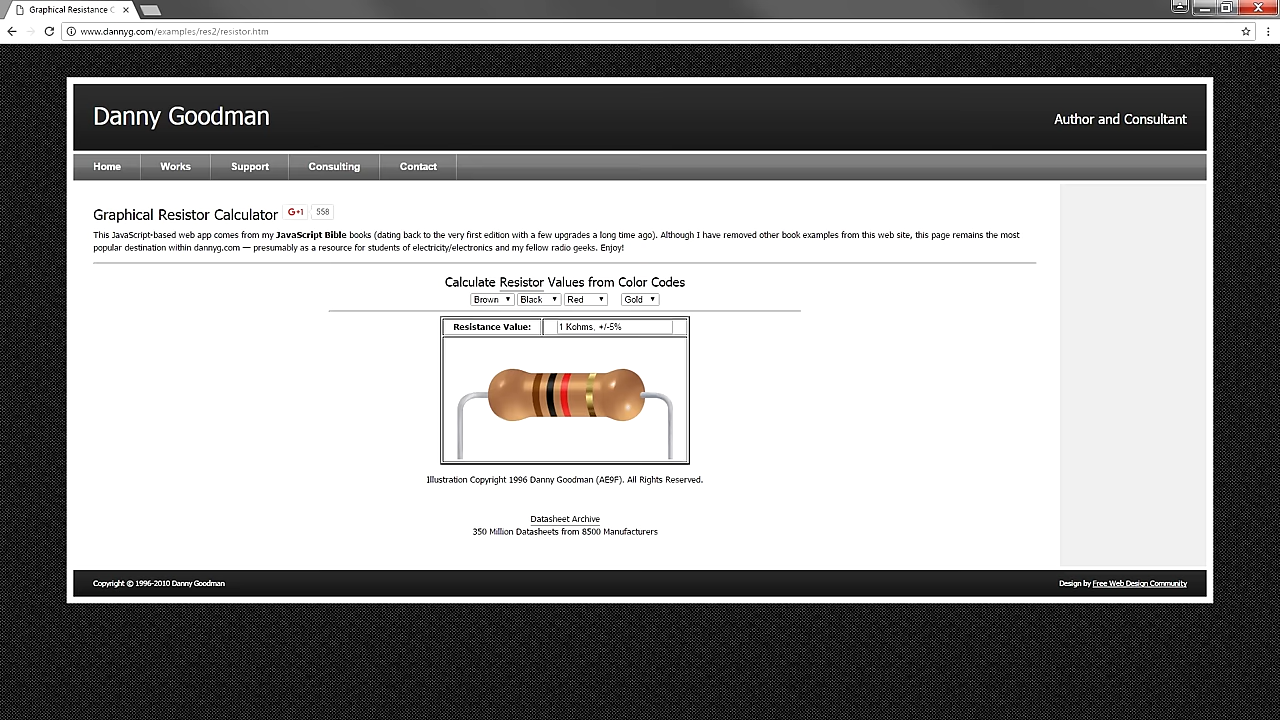 Graphical Resistance C
www.dannyg.com/examples/res2/resistor.htm
Danny Goodman
Author and Consultant
Home Works Support Consulting Contact
Graphical Resistor Calculator G+1 558
This JavaScript-based web app comes from my JavaScript Bible books (dating back to the very first edition with a few upgrades a long time ago). Although I have removed other book examples from this web site, this page remains the most
popular destination within dannyg.com — presumably as a resource for students of electricity/electronics and my fellow radio geeks. Enjoy!
Calculate Resistor Values from Color Codes
Brown Black Red Gold
Resistance Value: 1 Kohms, +/-5%
Illustration Copyright 1996 Danny Goodman (AE9F). All Rights Reserved.
Datasheet Archive
350 Million Datasheets from 8500 Manufacturers
Copyright © 1996-2010 Danny Goodman
Design by Free Web Design Community